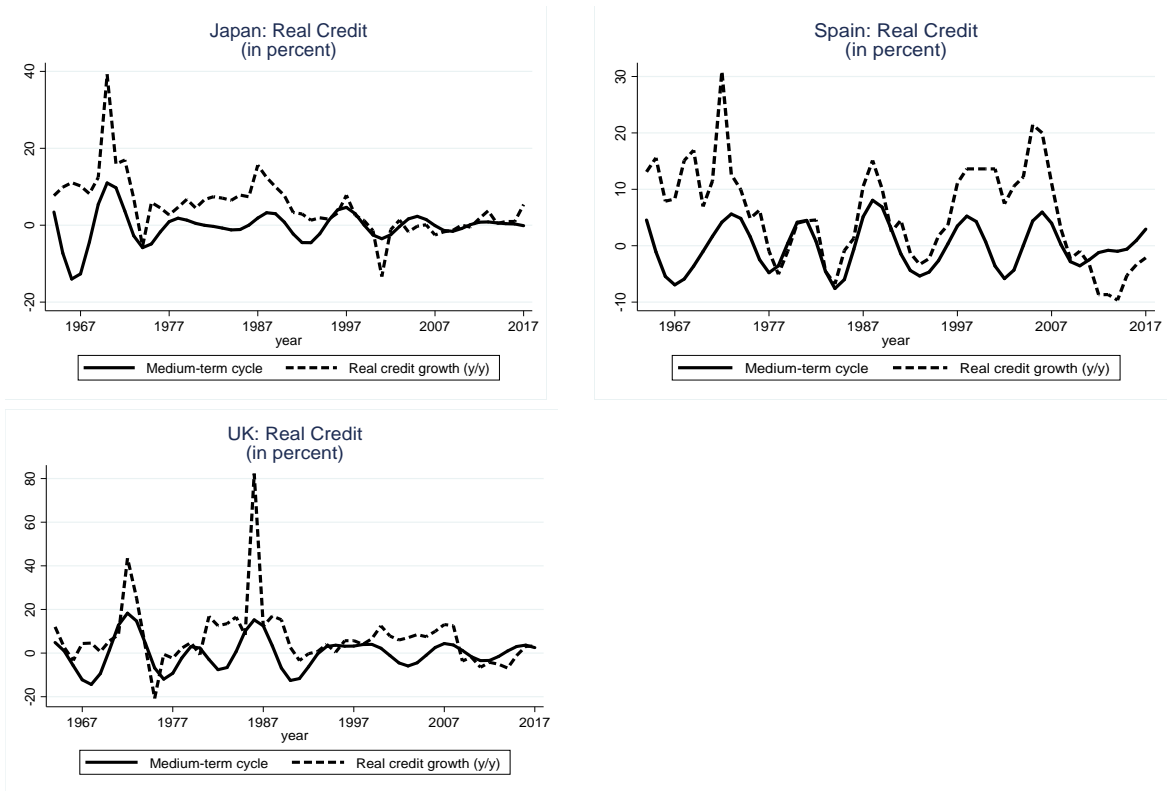 Japan: Real Credit
(in percent)
40
20
0
-20
1967 1977 1987 1997 2007 2017
year
Medium-term cycle Real credit growth (y/y)
Spain: Real Credit
(in percent)
30
20
10
0
-10
1967 1977 1987 1997 2007 2017
year
Medium-term cycle Real credit growth (y/y)
UK: Real Credit
(in percent)
80
60
40
20
0
-20
1967 1977 1987 1997 2007 2017
year
Medium-term cycle Real credit growth (y/y)